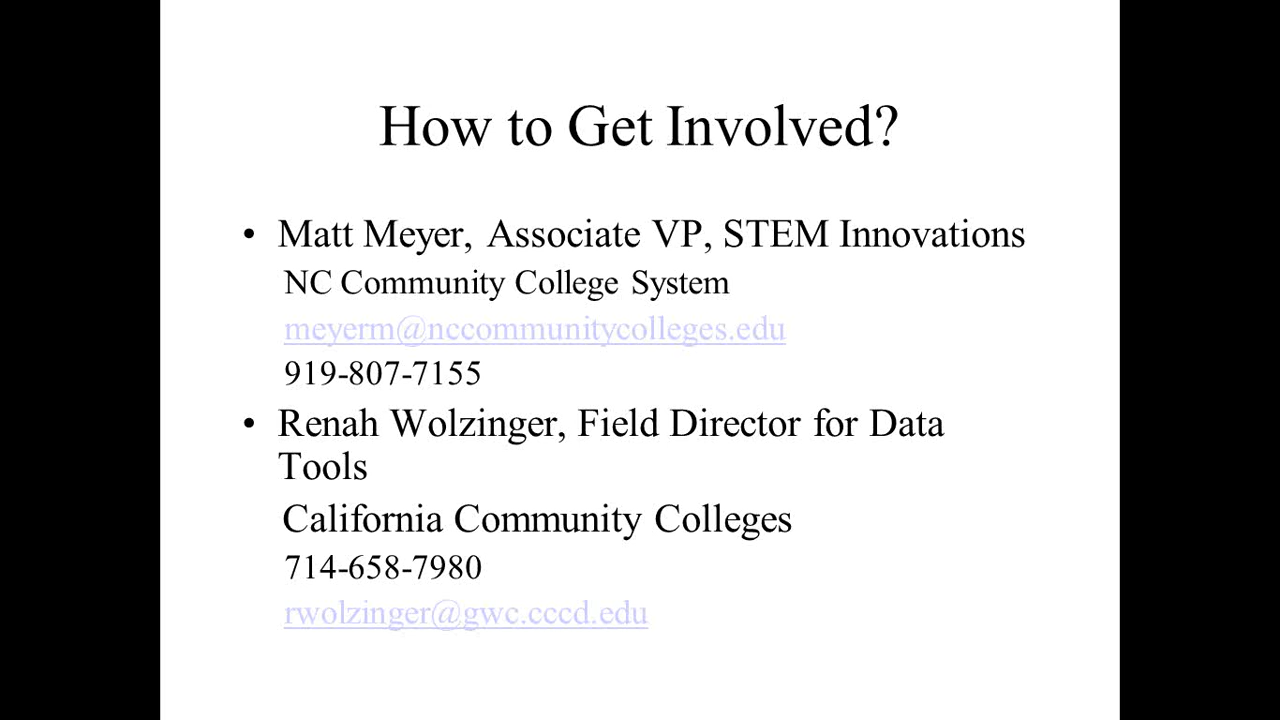 How to Get Involved?
• Matt Meyer, Associate VP, STEM Innovations
NC Community College System
meyerm@nccommunitycolleges.edu
919-807-7155
• Renah Wolzinger, Field Director for Data
Tools
California Community Colleges
714-658-7980
rwolzinger@gwc.cccd.edu